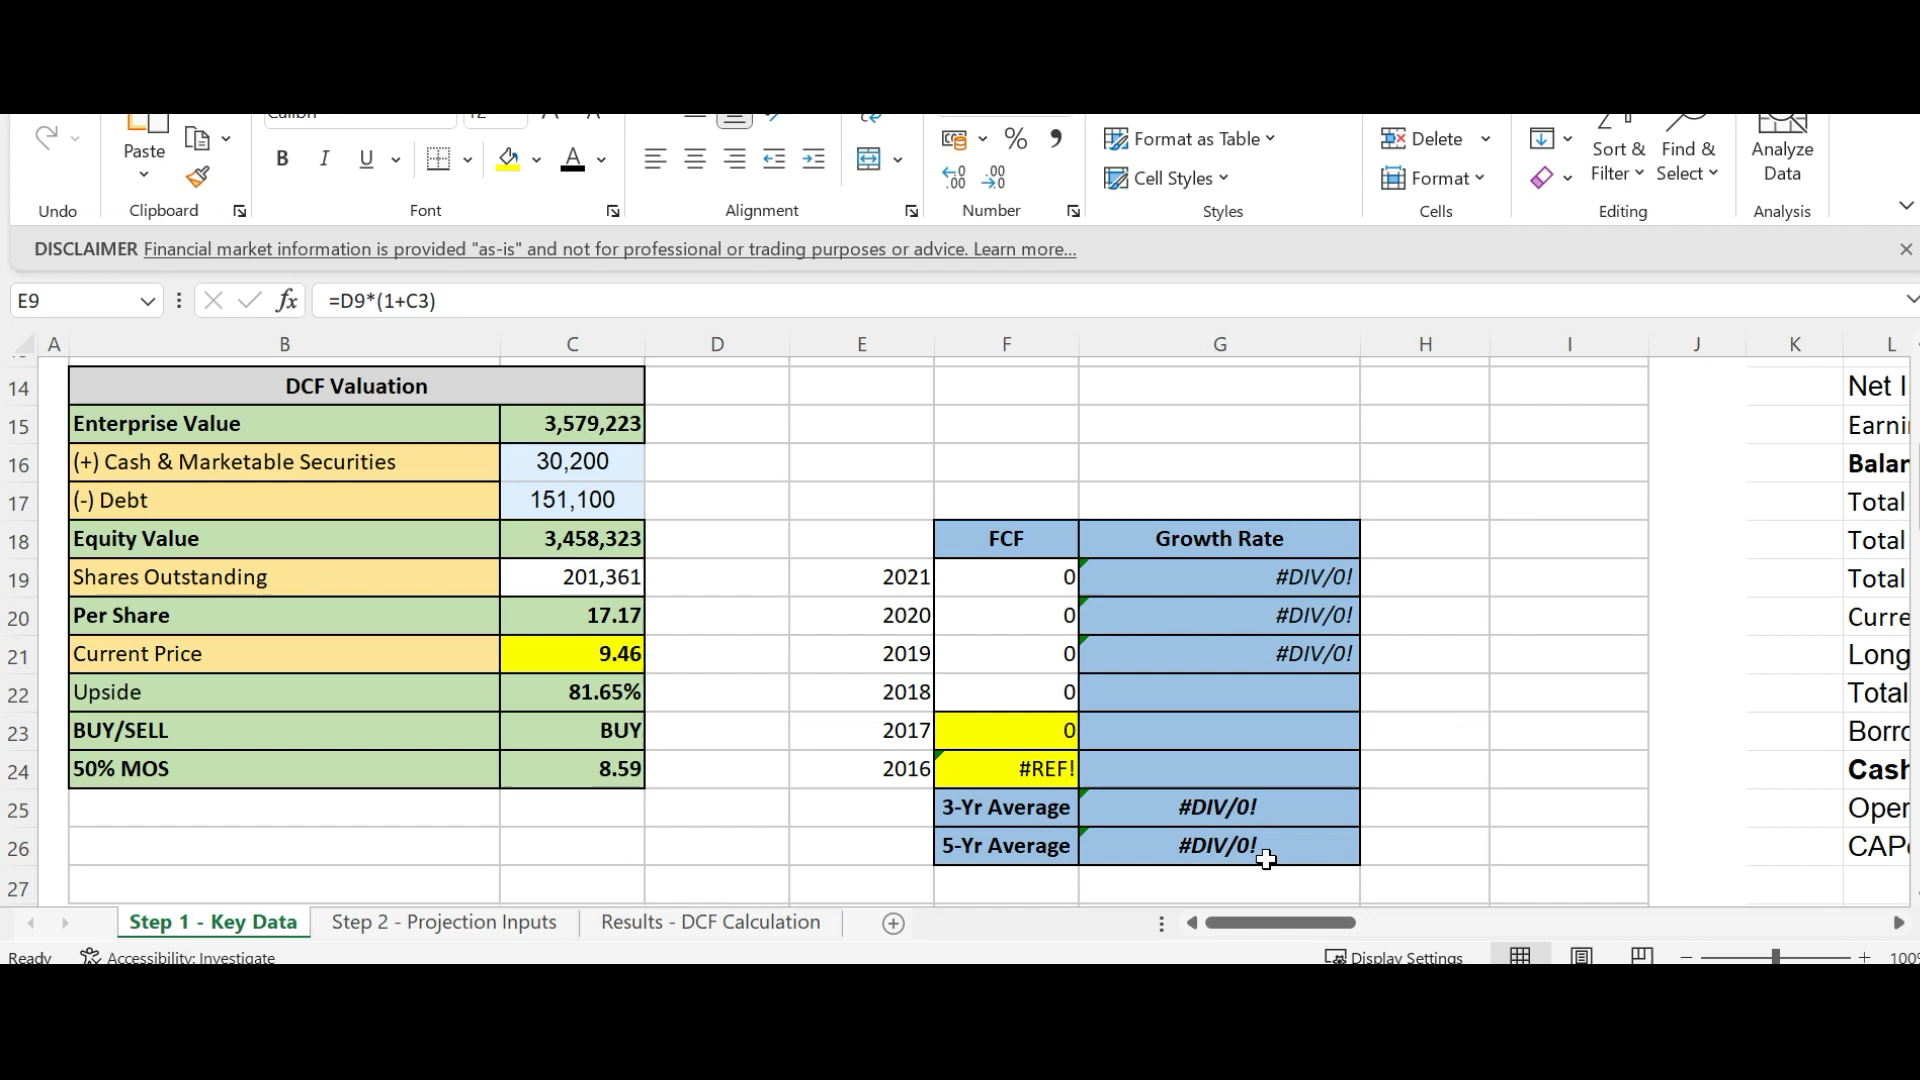 Paste
Format as Table
Cell Styles
Delete
Format
Sort &
Filter
Find &
Select
Analyze
Data
B I U A
% ,
Undo
Clipboard
Font
Alignment
Number
Styles
Cells
Editing
Analysis
DISCLAIMER Financial market information is provided "as-is" and not for professional or trading purposes or advice. Learn more...
E9 fx =D9*(1+C3)
A B C D E F G H I J K L
14 DCF Valuation Net I
15 Enterprise Value 3,579,223 Earni
16 (+) Cash & Marketable Securities 30,200 Balan
17 (-) Debt 151,100 Total
18 Equity Value 3,458,323 FCF Growth Rate Total
19 Shares Outstanding 201,361 2021 0 #DIV/0! Total
20 Per Share 17.17 2020 0 #DIV/0! Curre
21 Current Price 9.46 2019 0 #DIV/0! Long
22 Upside 81.65% 2018 0 Total
23 BUY/SELL BUY 2017 0 Borro
24 50% MOS 8.59 2016 #REF! Cash
25 3-Yr Average #DIV/0! Oper
26 5-Yr Average #DIV/0! CAP
27
Step 1 - Key Data Step 2 - Projection Inputs Results - DCF Calculation
Ready Accessibility: Investigate Display Settings 100%